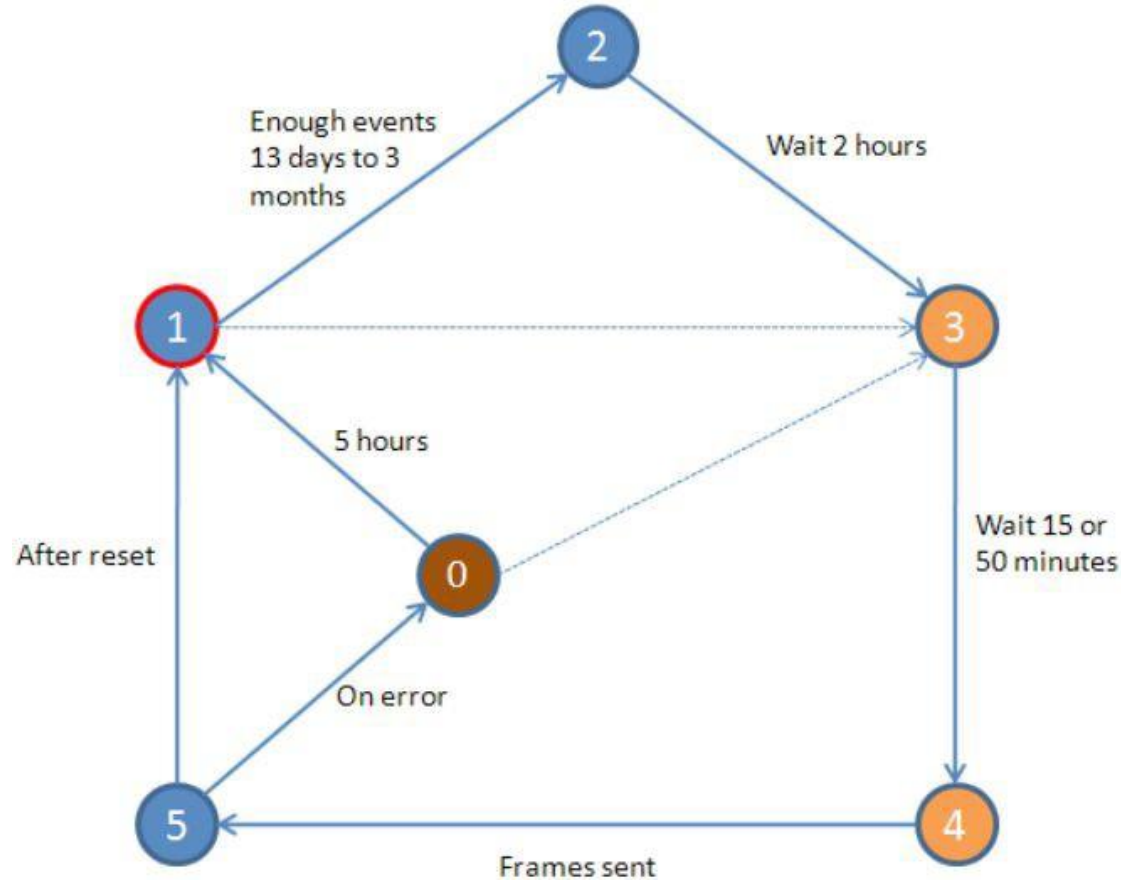 2
Enough events
13 days to 3
months
Wait 2 hours
1
3
5 hours
Wait 15 or
50 minutes
After reset
0
On error
5
4
Frames sent